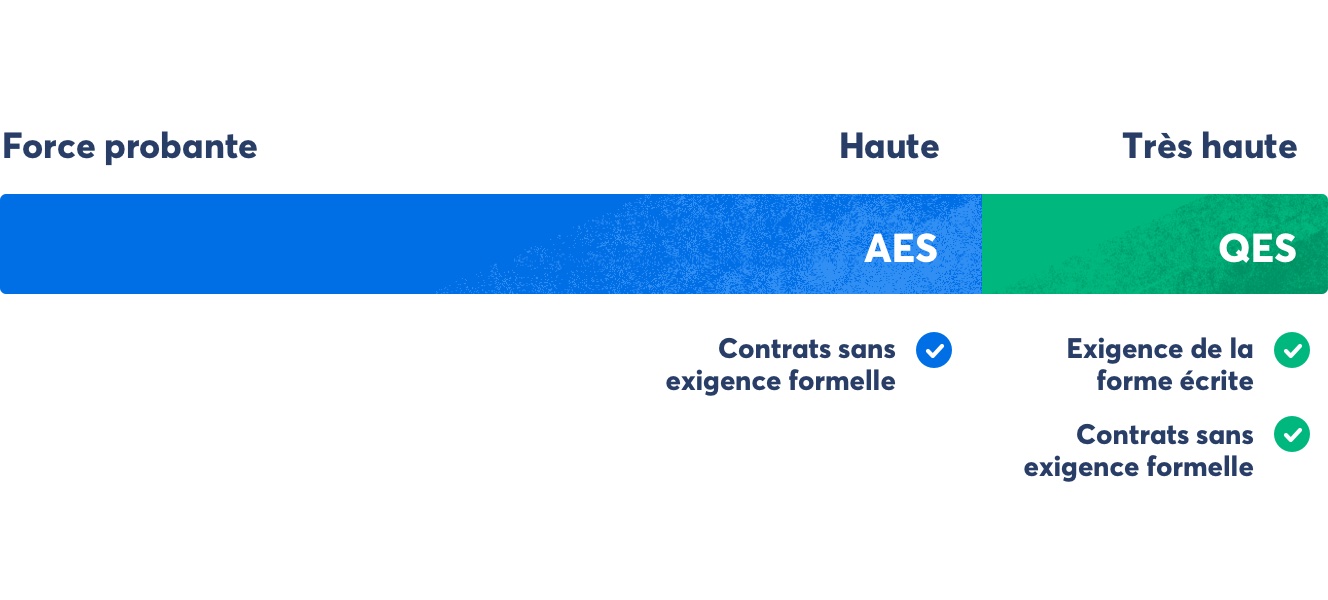 Force probante
Haute
Très haute
AES
QES
Contrats sans
exigence formelle
Exigence de la
forme écrite
Contrats sans
exigence formelle